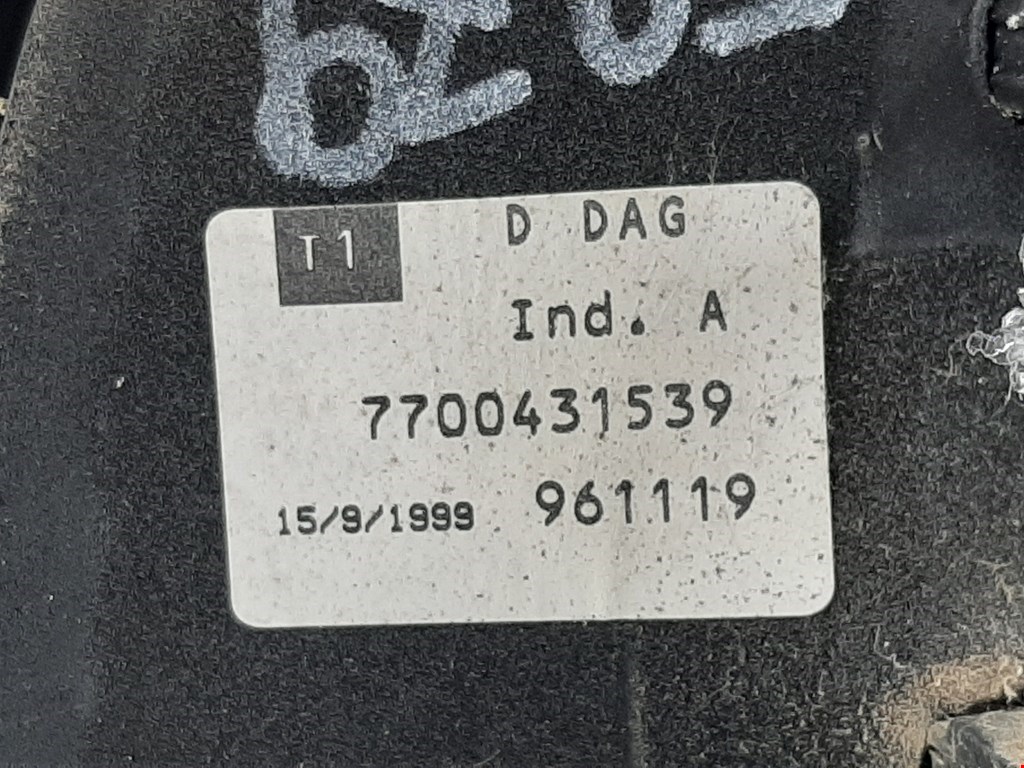 T1
D DAG
Ind. A
7700431539
15/9/1999 961119